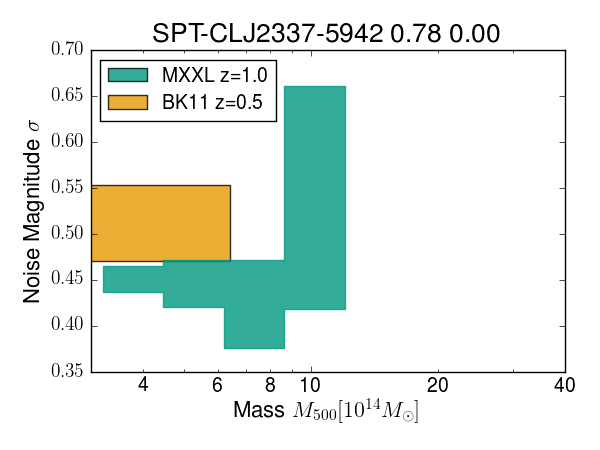 SPT-CLJ2337-5942 0.78 0.00
MXXL z=1.0
BK11 z=0.5
Noise Magnitude σ
0.70
0.65
0.60
0.55
0.50
0.45
0.40
0.35
4 6 8 10 20 40
Mass M₅₀₀[10¹⁴M☉]